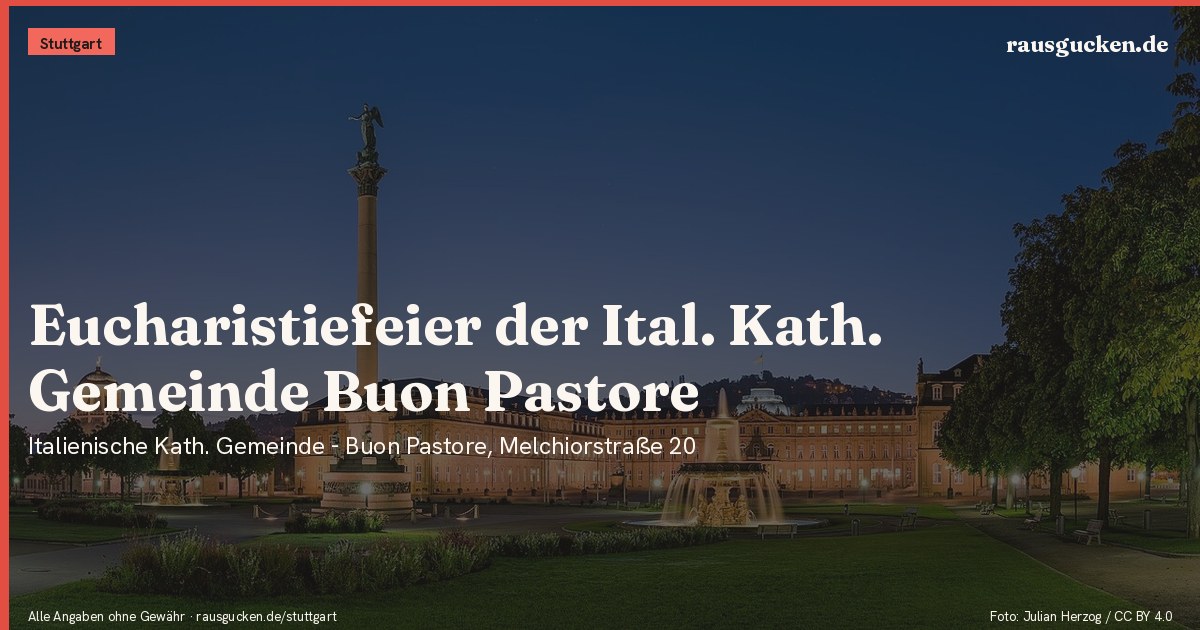 Stuttgart
rausgucken.de
Eucharistiefeier der Ital. Kath.
Gemeinde Buon Pastore
Italienische Kath. Gemeinde - Buon Pastore, Melchiorstraße 20
Alle Angaben ohne Gewähr · rausgucken.de/stuttgart
Foto: Julian Herzog / CC BY 4.0